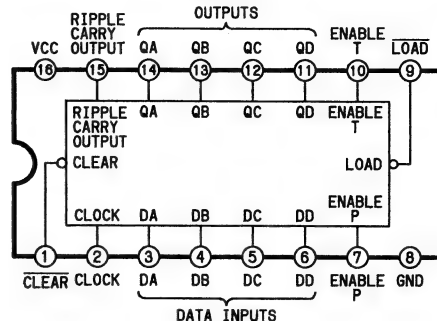 OUTPUTS
RIPPLE
CARRY
OUTPUT
VCC QA QB QC QD ENABLE
T LOAD
16 15 14 13 12 11 10 9
RIPPLE
CARRY
OUTPUT
QA QB QC QD ENABLE
T
CLEAR
LOAD
ENABLE
P
CLOCK DA DB DC DD
1 2 3 4 5 6 7 8
CLEAR CLOCK DA DB DC DD ENABLE
P
GND
DATA INPUTS